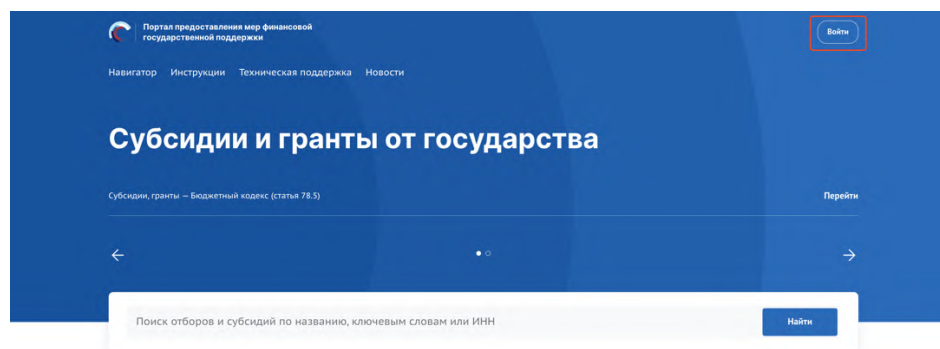 Портал предоставления мер финансовой
государственной поддержки
Войти
Навигатор Инструкции Техническая поддержка Новости
Субсидии и гранты от государства
Субсидии, гранты — Бюджетный кодекс (статья 78.5)
Перейти
Поиск отборов и субсидий по названию, ключевым словам или ИНН
Найти